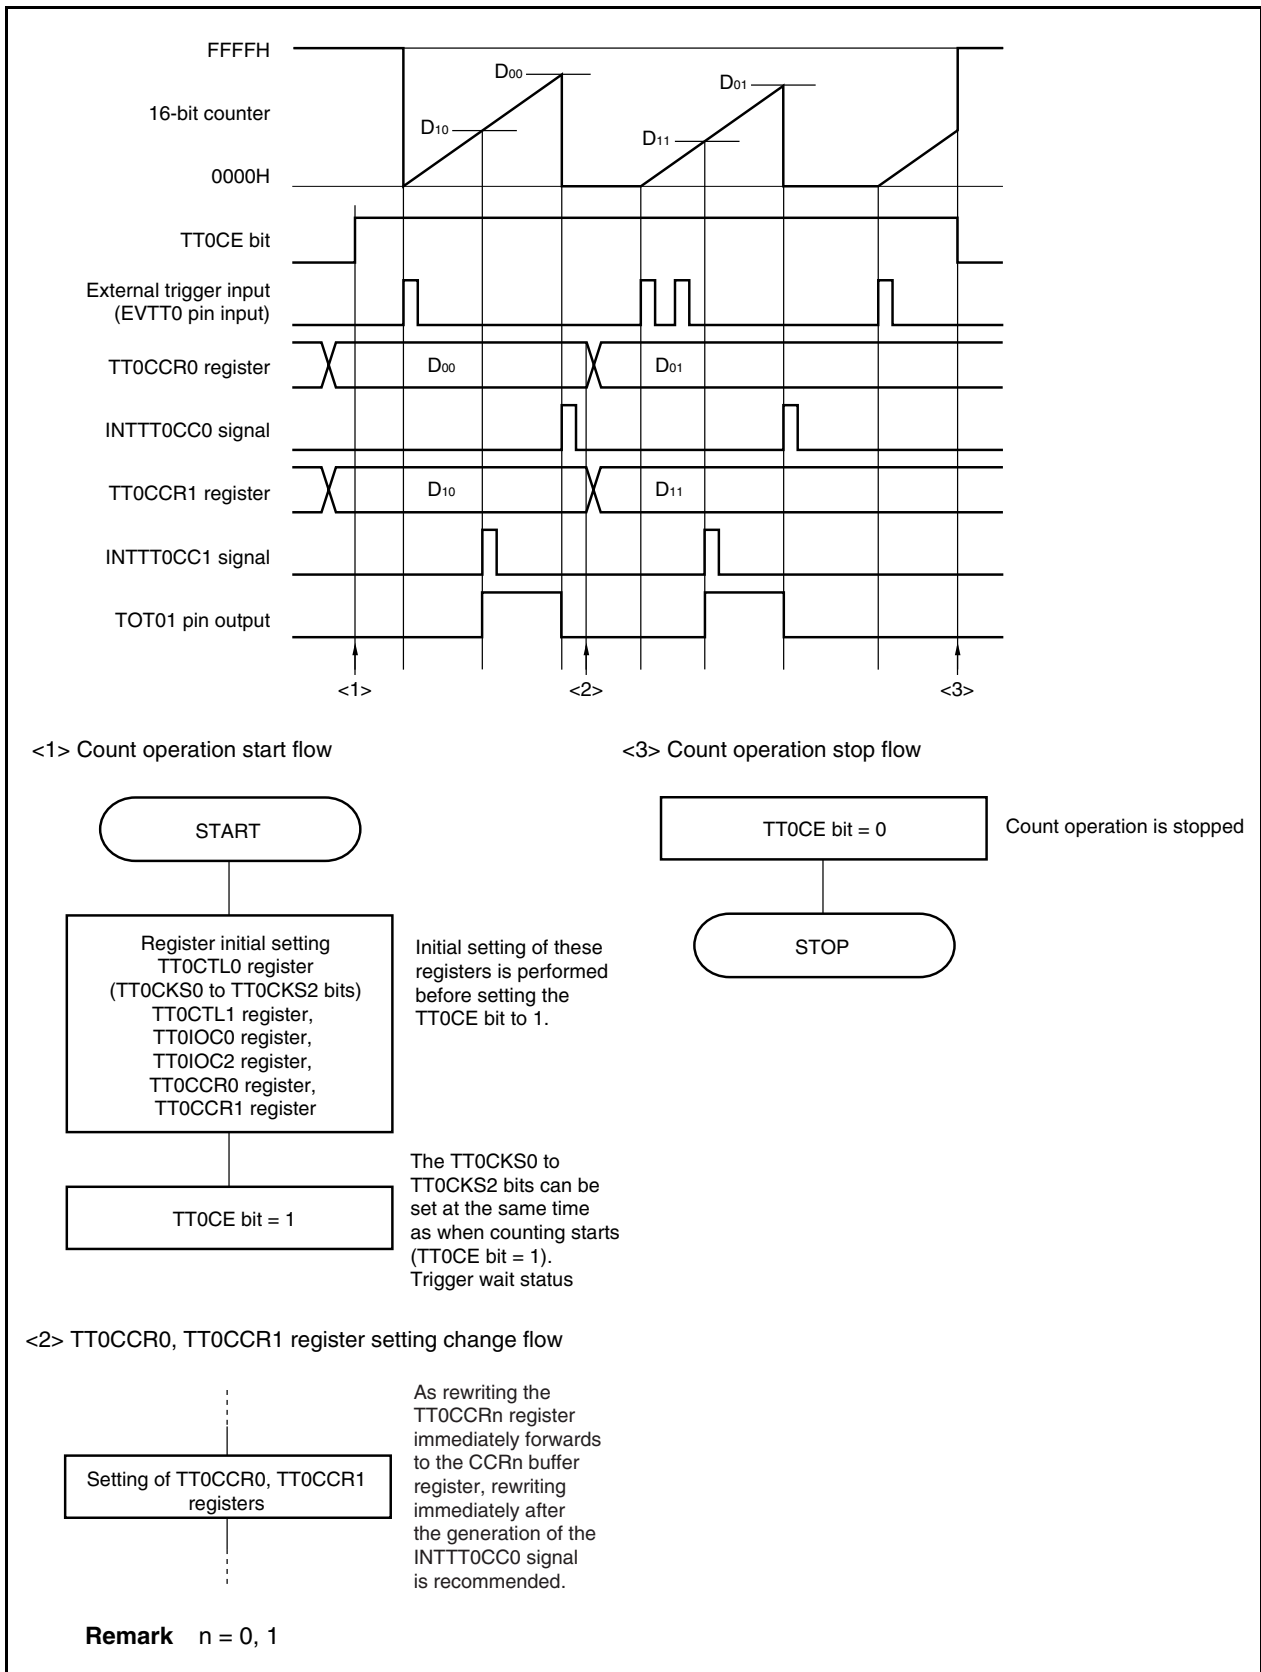 FFFFH
D00
D01
16-bit counter
D10
D11
0000H
TT0CE bit
External trigger input
(EVTT0 pin input)
TT0CCR0 register
D00
D01
INTTT0CC0 signal
TT0CCR1 register
D10
D11
INTTT0CC1 signal
TOT01 pin output
<1>
<2>
<3>
<1> Count operation start flow
START
Register initial setting
TT0CTL0 register
(TT0CKS0 to TT0CKS2 bits)
TT0CTL1 register,
TT0IOC0 register,
TT0IOC2 register,
TT0CCR0 register,
TT0CCR1 register
Initial setting of these
registers is performed
before setting the
TT0CE bit to 1.
TT0CE bit = 1
The TT0CKS0 to
TT0CKS2 bits can be
set at the same time
as when counting starts
(TT0CE bit = 1).
Trigger wait status
<3> Count operation stop flow
TT0CE bit = 0
Count operation is stopped
STOP
<2> TT0CCR0, TT0CCR1 register setting change flow
Setting of TT0CCR0, TT0CCR1
registers
As rewriting the
TT0CCRn register
immediately forwards
to the CCRn buffer
register, rewriting
immediately after
the generation of the
INTTT0CC0 signal
is recommended.
Remark n = 0, 1